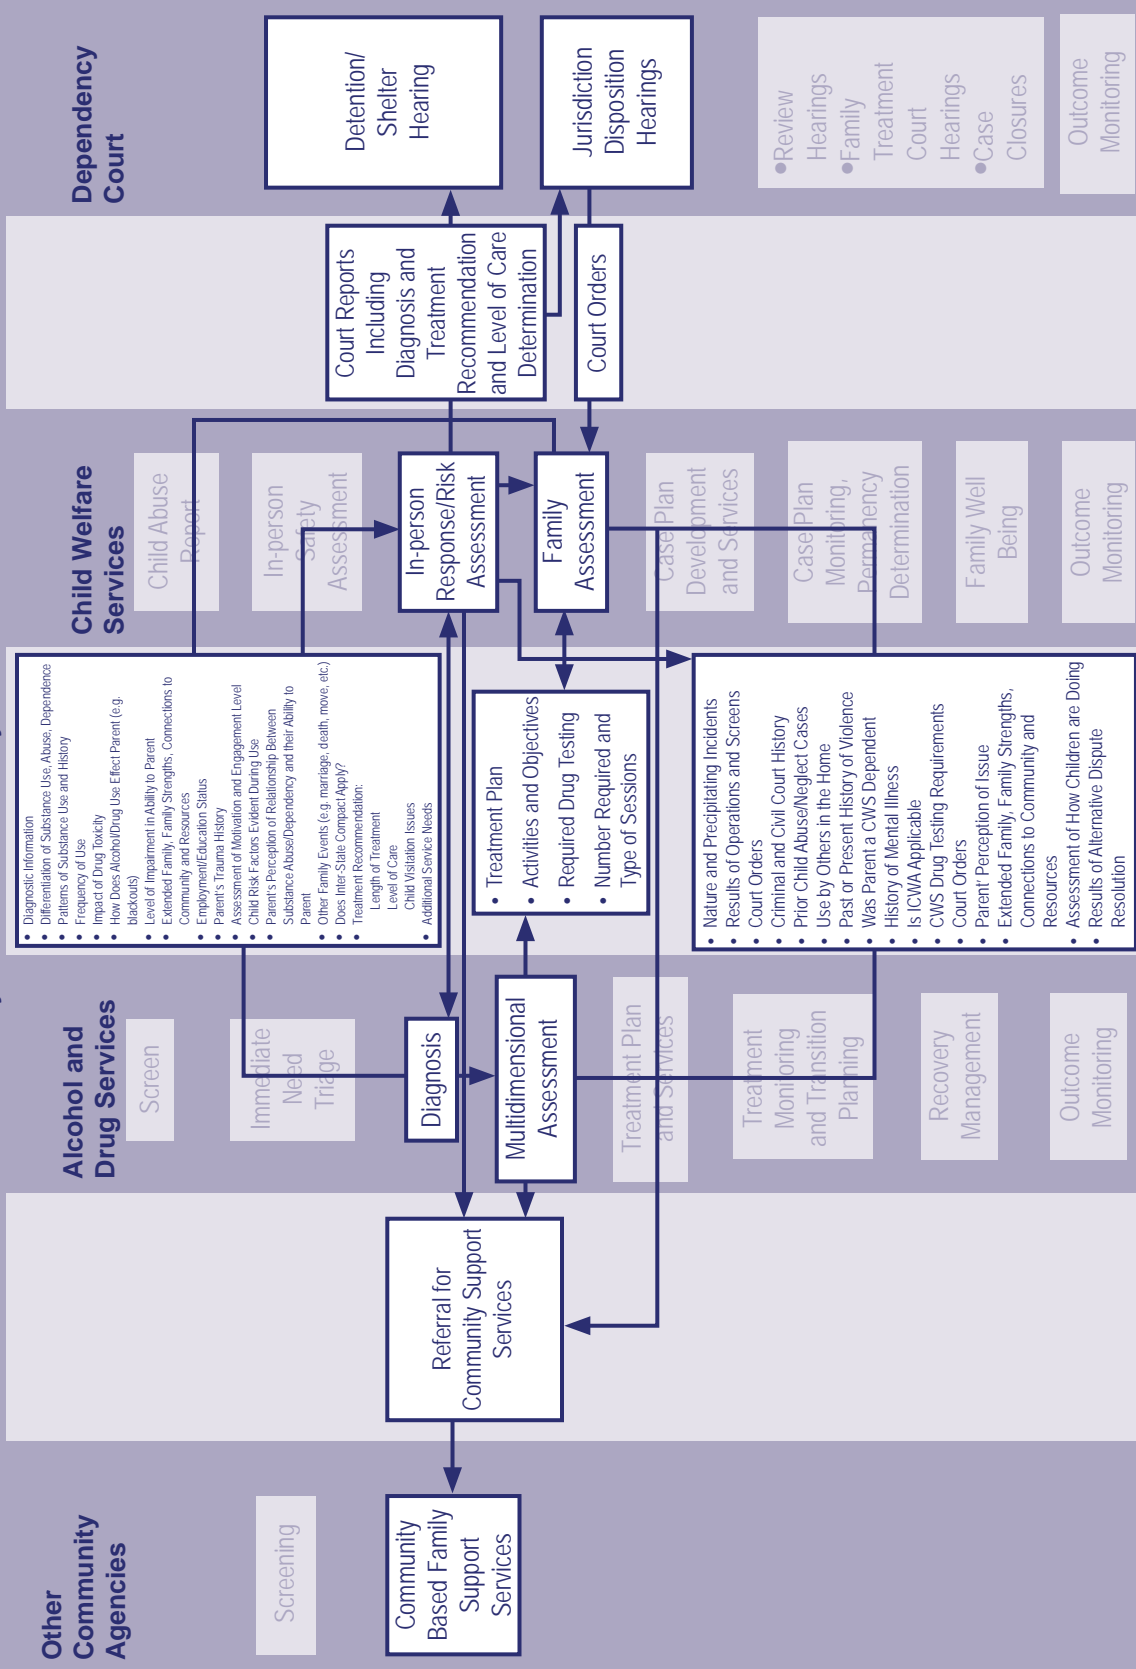 Other
Community
Agencies
Alcohol and
Drug Services
Child Welfare
Services
Dependency
Court
Screening
Community
Based Family
Support
Services
Referral for
Community Support
Services
Screen
Immediate
Need
Triage
Diagnosis
Multidimensional
Assessment
Treatment Plan
and Services
Treatment
Monitoring
and Transition
Planning
Recovery
Management
Outcome
Monitoring
• Diagnostic Information
• Differentiation of Substance Use, Abuse, Dependence
• Patterns of Substance Use and History
• Frequency of Use
• Impact of Drug Toxicity
• How Does Alcohol/Drug Use Effect Parent (e.g.
blackouts)
• Level of Impairment in Ability to Parent
• Extended Family, Family Strengths, Connections to
Community and Resources
• Employment/Education Status
• Parent's Trauma History
• Assessment of Motivation and Engagement Level
• Child Risk Factors Evident During Use
• Parent's Perception of Relationship Between
Substance Abuse/Dependency and their Ability to
Parent
• Other Family Events (e.g. marriage, death, move, etc.)
• Does Inter-State Compact Apply?
• Treatment Recommendation:
Length of Treatment
Level of Care
Child Visitation Issues
• Additional Service Needs
• Treatment Plan
• Activities and Objectives
• Required Drug Testing
• Number Required and
Type of Sessions
• Nature and Precipitating Incidents
• Results of Operations and Screens
• Court Orders
• Criminal and Civil Court History
• Prior Child Abuse/Neglect Cases
• Use by Others in the Home
• Past or Present History of Violence
• Was Parent a CWS Dependent
• History of Mental Illness
• Is ICWA Applicable
• CWS Drug Testing Requirements
• Court Orders
• Parent' Perception of Issue
• Extended Family, Family Strengths,
Connections to Community and
Resources
• Assessment of How Children are Doing
• Results of Alternative Dispute
Resolution
Child Abuse
Report
In-person
Safety
Assessment
In-person
Response/Risk
Assessment
Family
Assessment
Case Plan
Development
and Services
Case Plan
Monitoring,
Permanency
Determination
Family Well
Being
Outcome
Monitoring
Court Reports
Including
Diagnosis and
Treatment
Recommendation
and Level of Care
Determination
Court Orders
Detention/
Shelter
Hearing
Jurisdiction
Disposition
Hearings
•Review
Hearings
•Family
Treatment
Court
Hearings
•Case
Closures
Outcome
Monitoring